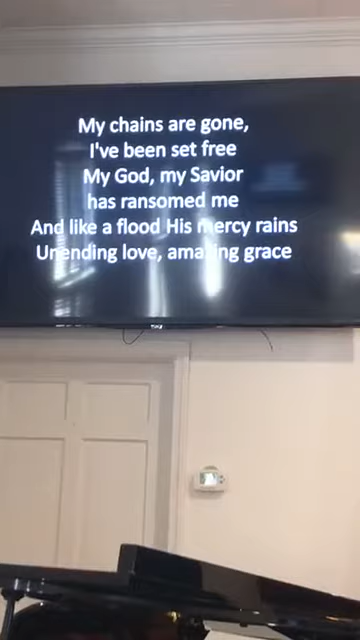 My chains are gone,
I've been set free
My God, my Savior
has ransomed me
And like a flood His mercy rains
Unending love, amazing grace